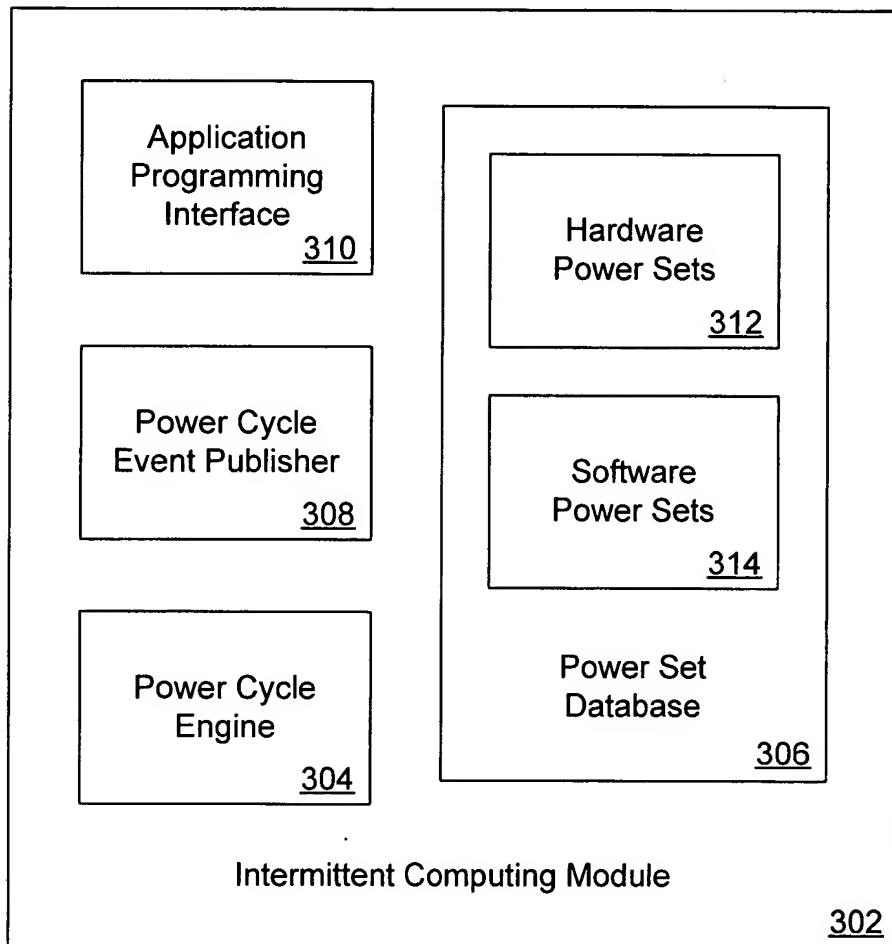 Application
Programming
Interface
310
Power Cycle
Event Publisher
308
Power Cycle
Engine
304
Hardware
Power Sets
312
Software
Power Sets
314
Power Set
Database
306
Intermittent Computing Module
302